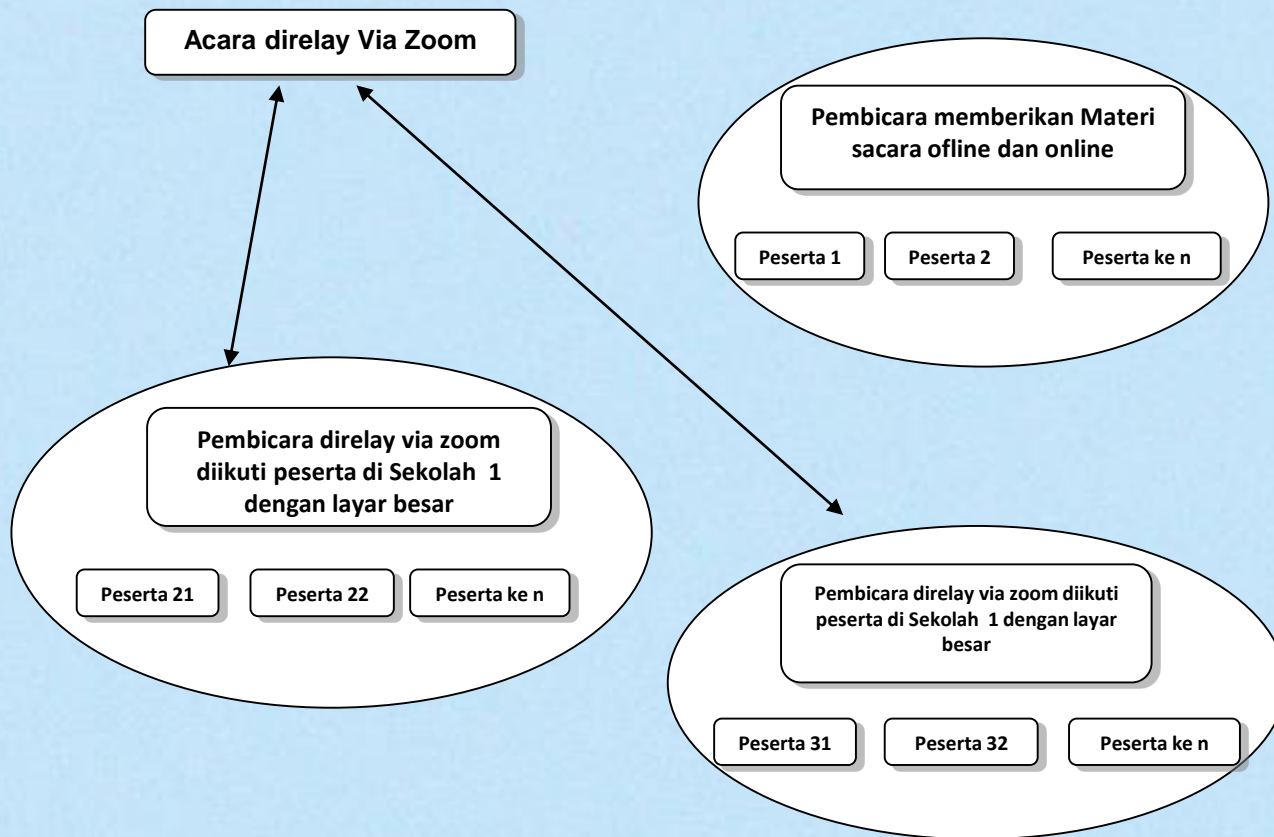 Acara direlay Via Zoom
Pembicara memberikan Materi
sacara ofline dan online
Peserta 1
Peserta 2
Peserta ke n
Pembicara direlay via zoom
diikuti peserta di Sekolah 1
dengan layar besar
Peserta 21
Peserta 22
Peserta ke n
Pembicara direlay via zoom diikuti
peserta di Sekolah 1 dengan layar
besar
Peserta 31
Peserta 32
Peserta ke n